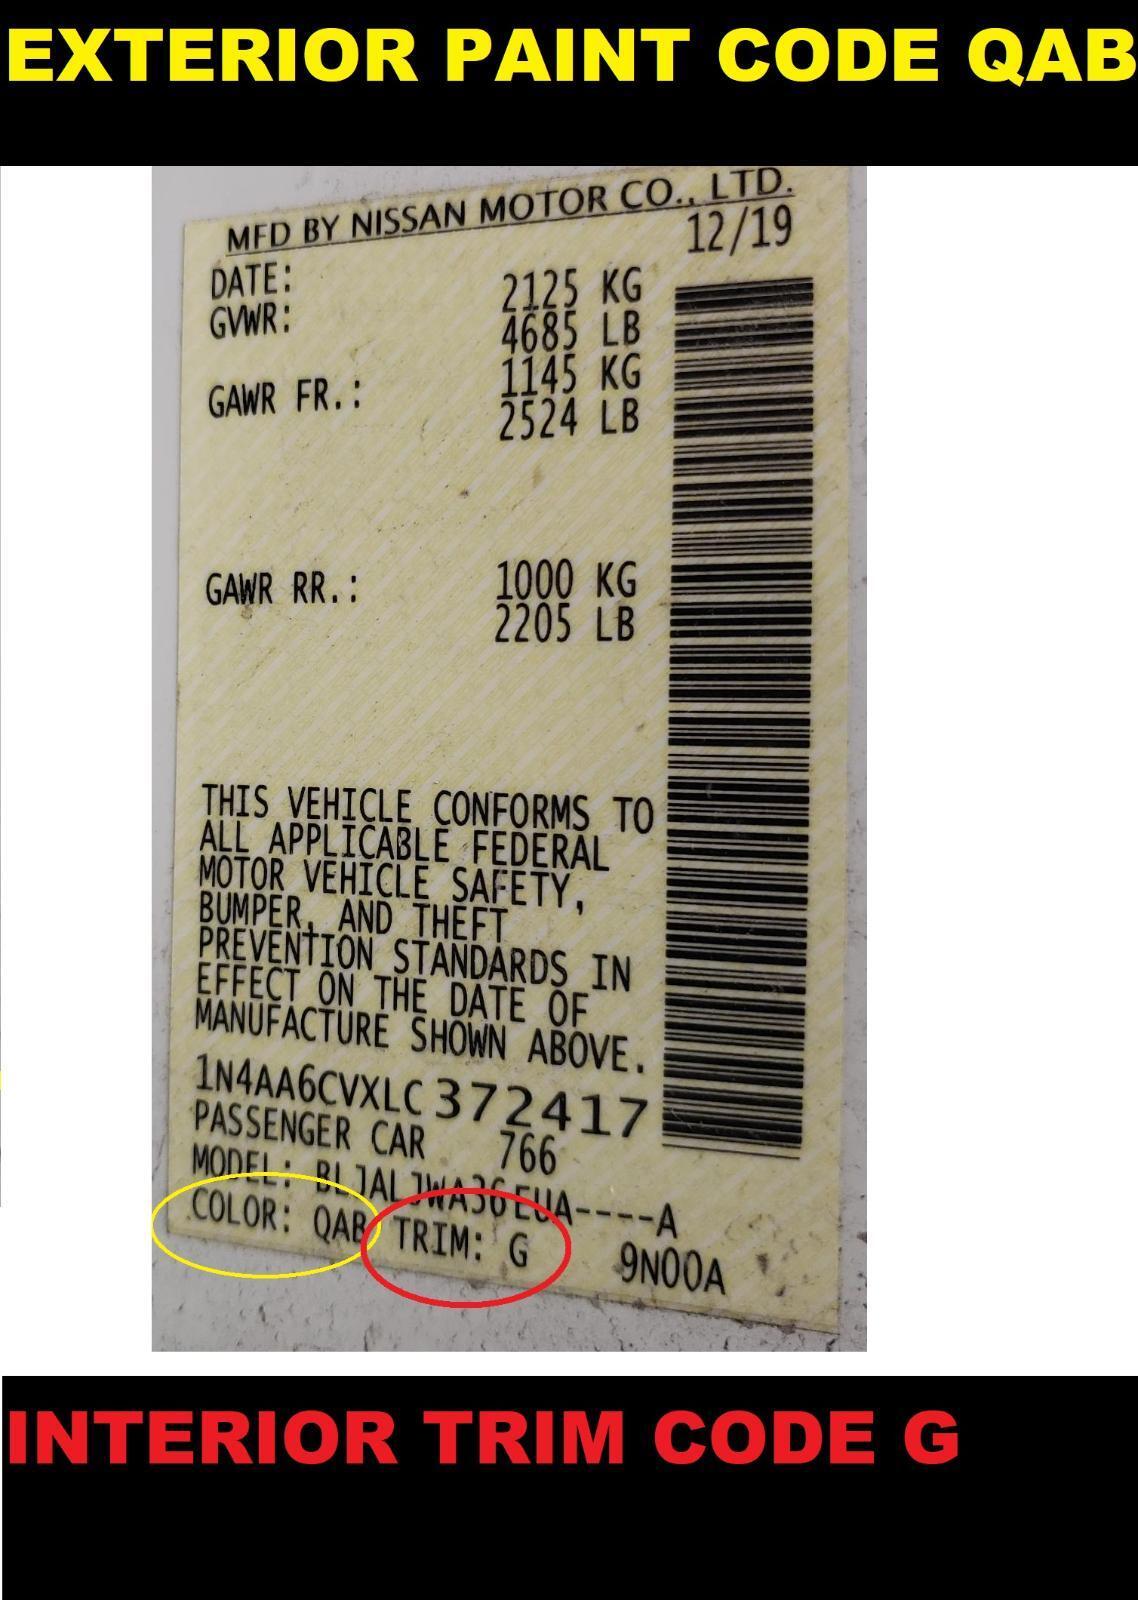 EXTERIOR PAINT CODE QAB
MFD BY NISSAN MOTOR CO., LTD.
DATE: 12/19
GVWR: 2125 KG
4685 LB
GAWR FR.: 1145 KG
2524 LB
GAWR RR.: 1000 KG
2205 LB
THIS VEHICLE CONFORMS TO
ALL APPLICABLE FEDERAL
MOTOR VEHICLE SAFETY,
BUMPER, AND THEFT
PREVENTION STANDARDS IN
EFFECT ON THE DATE OF
MANUFACTURE SHOWN ABOVE.
1N4AA6CVXLC372417
PASSENGER CAR 766
MODEL: BLJALJWA36EUA----A
COLOR: QAB TRIM: G 9N00A
INTERIOR TRIM CODE G